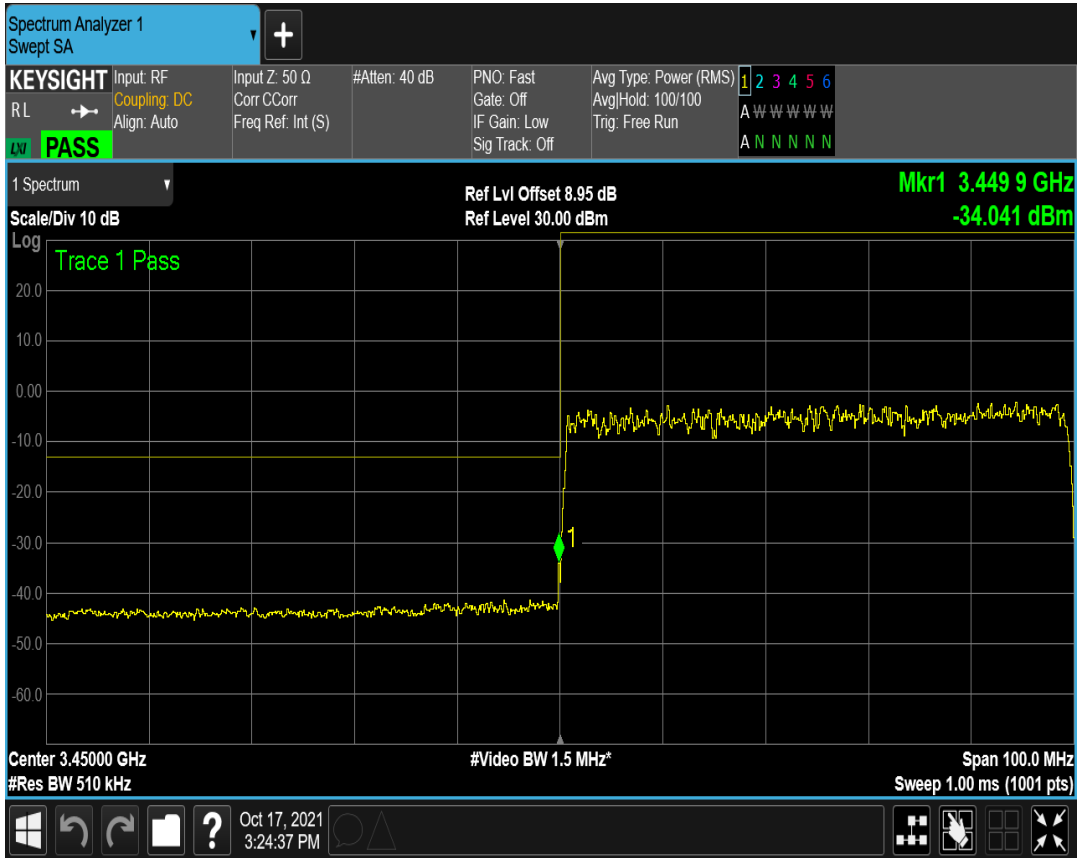 Spectrum Analyzer 1
Swept SA
+
KEYSIGHT
R L
LXI PASS
Input: RF
Coupling: DC
Align: Auto
Input Z: 50 Ω
Corr CCorr
Freq Ref: Int (S)
#Atten: 40 dB
PNO: Fast
Gate: Off
IF Gain: Low
Sig Track: Off
Avg Type: Power (RMS)
Avg|Hold: 100/100
Trig: Free Run
1 2 3 4 5 6
A W W W W W
A N N N N N
1 Spectrum
Scale/Div 10 dB
Ref Lvl Offset 8.95 dB
Ref Level 30.00 dBm
Mkr1 3.449 9 GHz
-34.041 dBm
Log
Trace 1 Pass
20.0
10.0
0.00
-10.0
-20.0
-30.0
1
-40.0
-50.0
-60.0
Center 3.45000 GHz
#Video BW 1.5 MHz*
Span 100.0 MHz
#Res BW 510 kHz
Sweep 1.00 ms (1001 pts)
?
Oct 17, 2021
3:24:37 PM